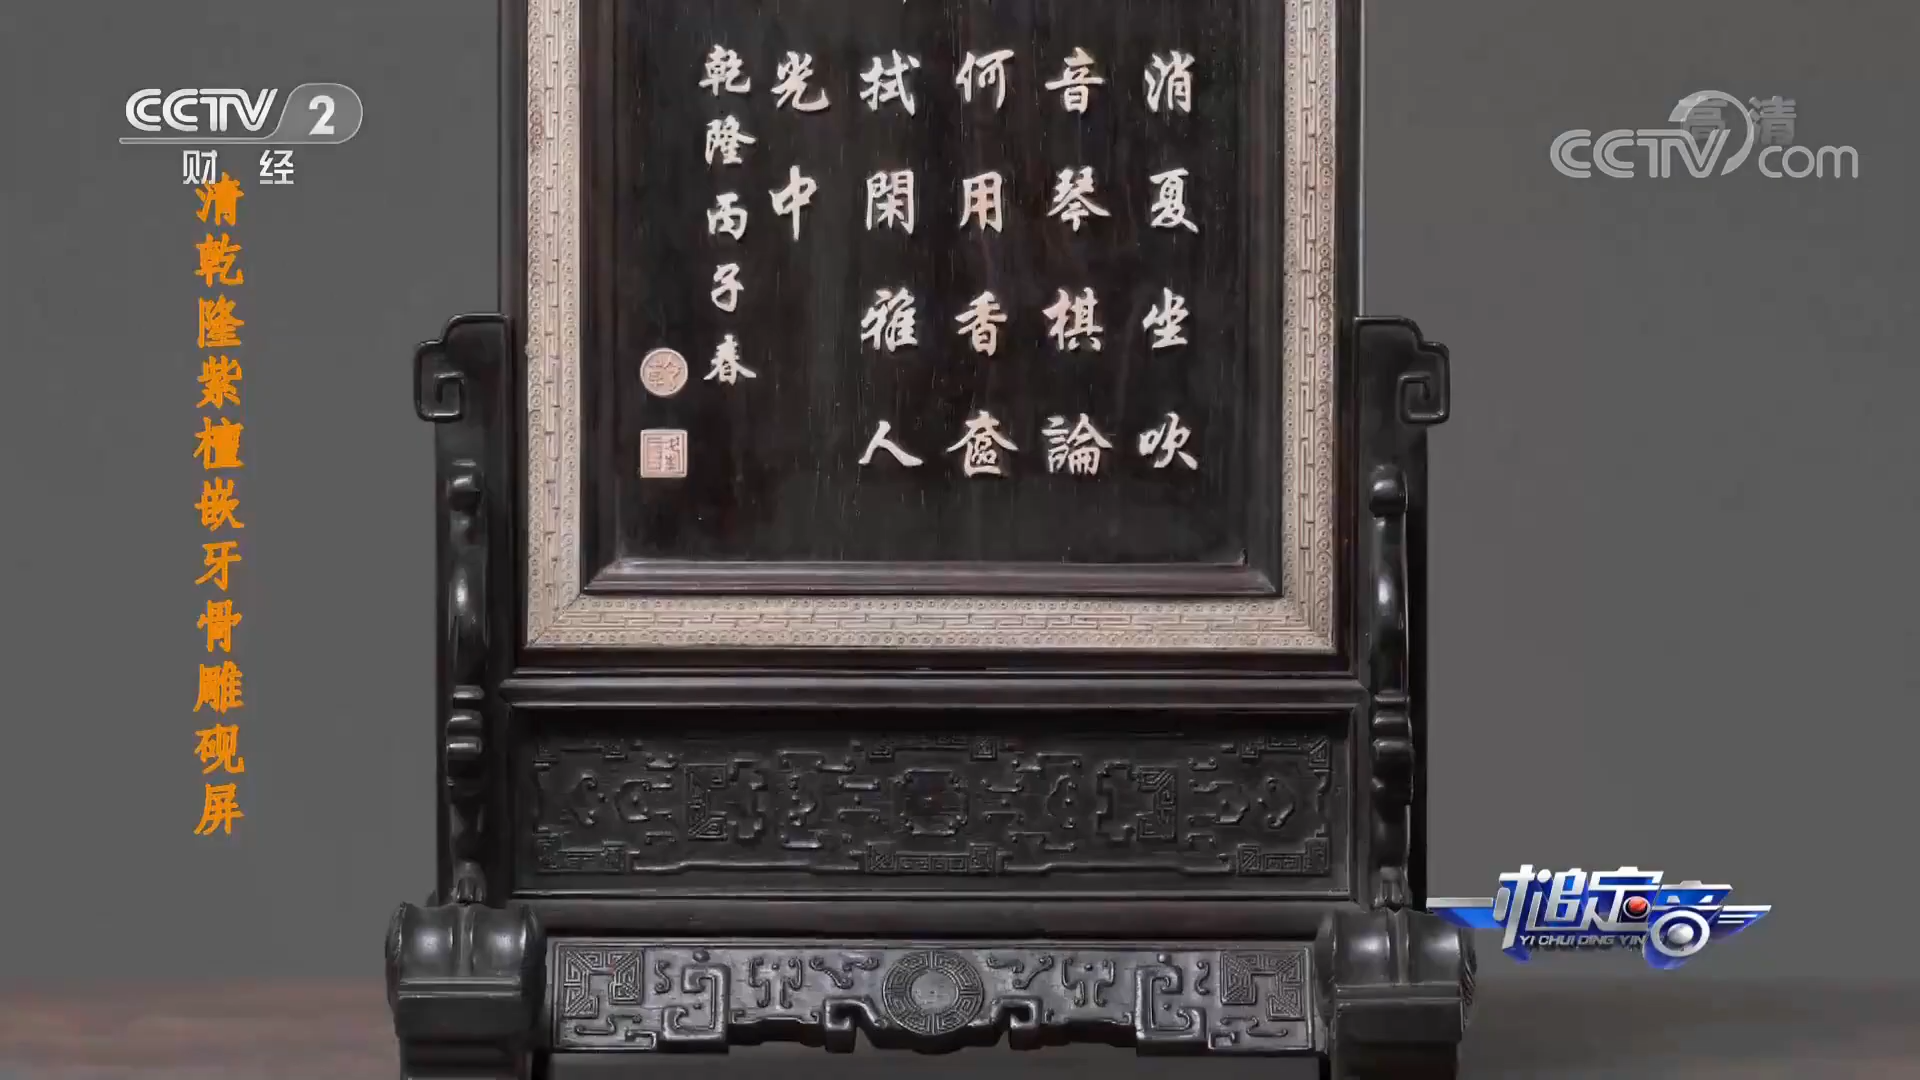 CCTV 2
财经
高清
CCTV com
清乾隆紫檀嵌牙骨雕砚屏
消夏坐吹
音琴棋論
何用香奩
拭閑雅人
光中
乾隆丙子春
乾
一槌定音
YI CHUI DING YIN